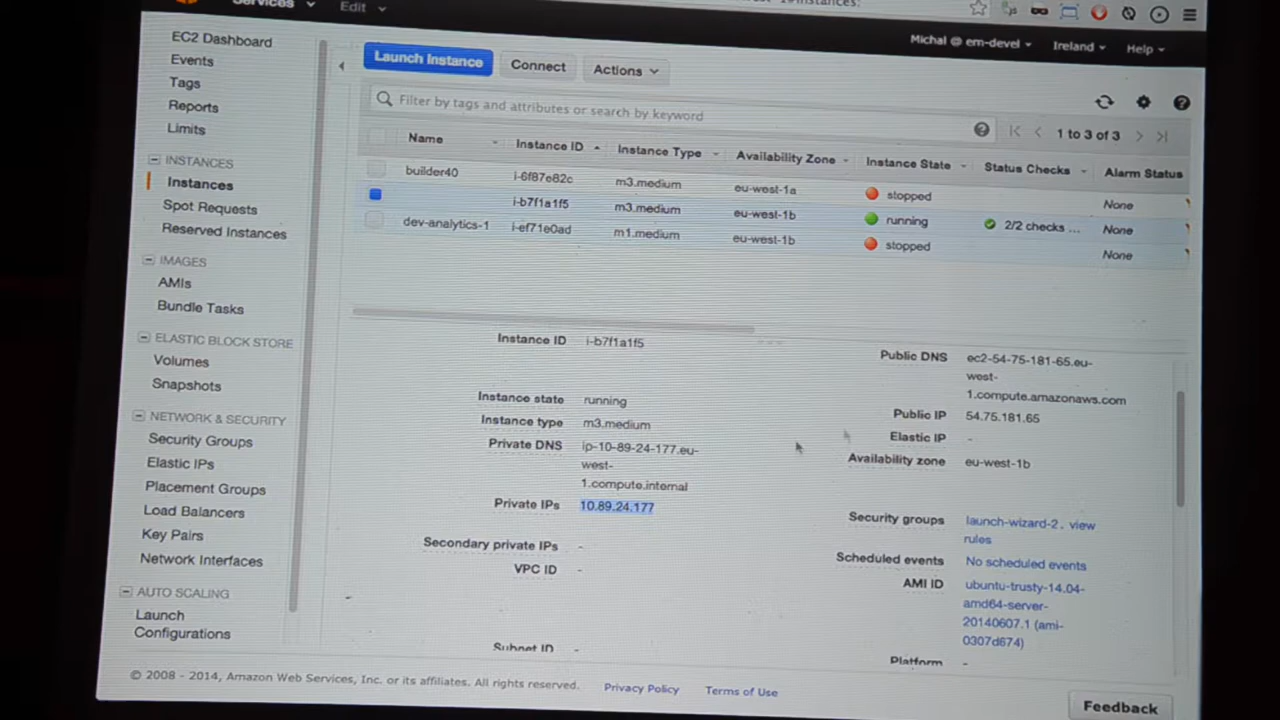 Services
Edit
Michal @ em-devel
Ireland
Help
EC2 Dashboard
Events
Tags
Reports
Limits
INSTANCES
Instances
Spot Requests
Reserved Instances
IMAGES
AMIs
Bundle Tasks
ELASTIC BLOCK STORE
Volumes
Snapshots
NETWORK & SECURITY
Security Groups
Elastic IPs
Placement Groups
Load Balancers
Key Pairs
Network Interfaces
AUTO SCALING
Launch
Configurations
Launch Instance
Connect
Actions
Filter by tags and attributes or search by keyword
1 to 3 of 3
Name Instance ID Instance Type Availability Zone Instance State Status Checks Alarm Status
builder40 i-6f87e82c m3.medium eu-west-1a stopped None
i-b7f1a1f5 m3.medium eu-west-1b running 2/2 checks ... None
dev-analytics-1 i-ef71e0ad m1.medium eu-west-1b stopped None
Instance ID i-b7f1a1f5
Instance state running
Instance type m3.medium
Private DNS ip-10-89-24-177.eu-
west-
1.compute.internal
Private IPs 10.89.24.177
Secondary private IPs -
VPC ID -
Subnet ID -
Public DNS ec2-54-75-181-65.eu-
west-
1.compute.amazonaws.com
Public IP 54.75.181.65
Elastic IP -
Availability zone eu-west-1b
Security groups launch-wizard-2. view
rules
Scheduled events No scheduled events
AMI ID ubuntu-trusty-14.04-
amd64-server-
20140607.1 (ami-
0307d674)
Platform -
© 2008 - 2014, Amazon Web Services, Inc. or its affiliates. All rights reserved. Privacy Policy Terms of Use
Feedback